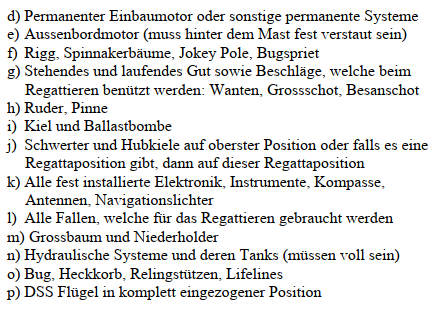 d) Permanenter Einbaumotor oder sonstige permanente Systeme
e) Aussenbordmotor (muss hinter dem Mast fest verstaut sein)
f) Rigg, Spinnakerbäume, Jokey Pole, Bugspriet
g) Stehendes und laufendes Gut sowie Beschläge, welche beim
Regattieren benützt werden: Wanten, Grossschot, Besanschot
h) Ruder, Pinne
i) Kiel und Ballastbombe
j) Schwerter und Hubkiele auf oberster Position oder falls es eine
Regattaposition gibt, dann auf dieser Regattaposition
k) Alle fest installierte Elektronik, Instrumente, Kompasse,
Antennen, Navigationslichter
l) Alle Fallen, welche für das Regattieren gebraucht werden
m) Grossbaum und Niederholder
n) Hydraulische Systeme und deren Tanks (müssen voll sein)
o) Bug, Heckkorb, Relingstützen, Lifelines
p) DSS Flügel in komplett eingezogener Position